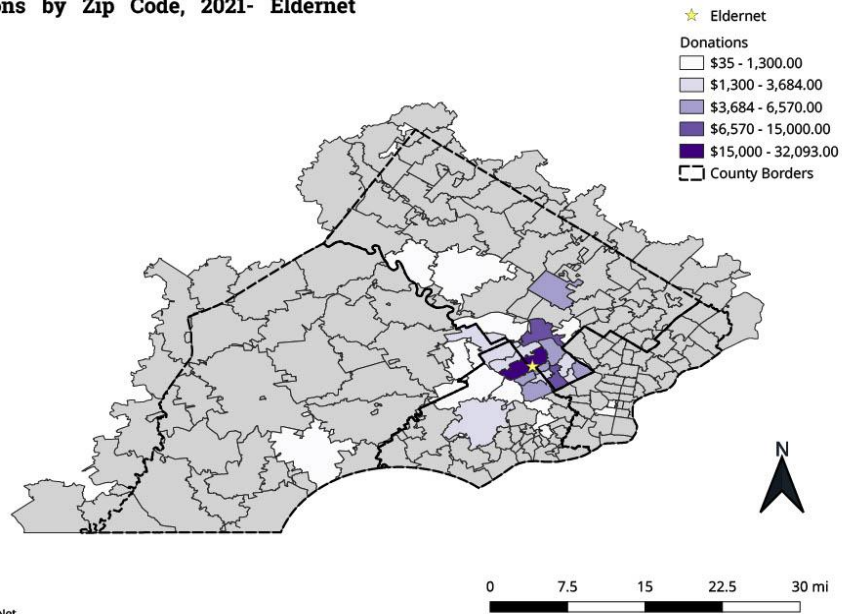 ons by Zip Code, 2021- Eldernet
Eldernet
Donations
$35 - 1,300.00
$1,300 - 3,684.00
$3,684 - 6,570.00
$6,570 - 15,000.00
$15,000 - 32,093.00
County Borders
N
0 7.5 15 22.5 30 mi